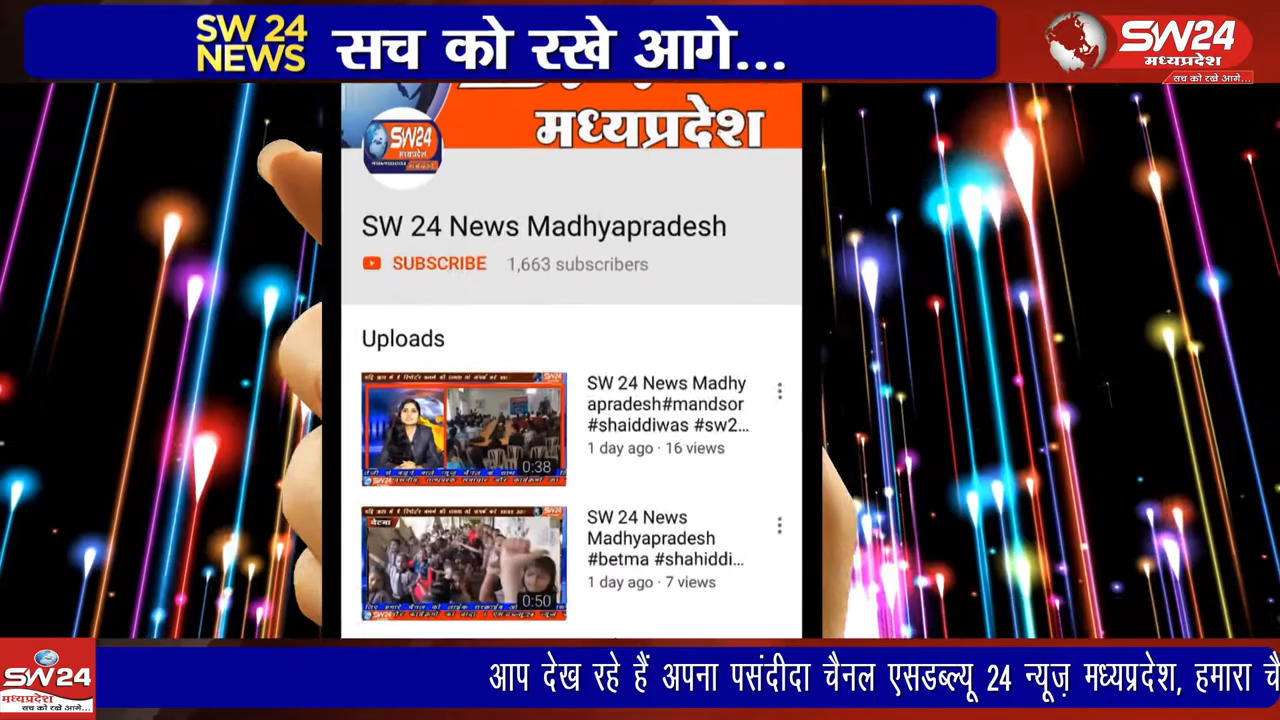 SW 24
NEWS
सच को रखे आगे...
SW24
मध्यप्रदेश
सच को रखे आगे...
मध्यप्रदेश
SW24
मध्यप्रदेश
SW 24 News Madhyapradesh
SUBSCRIBE 1,663 subscribers
Uploads
SW 24 News Madhy
apradesh#mandsor
#shaiddiwas #sw2...
1 day ago · 16 views
0:38
SW 24 News
Madhyapradesh
#betma #shahiddi...
1 day ago · 7 views
बेटमा
0:50
SW24
मध्यप्रदेश
सच को रखे आगे...
आप देख रहे हैं अपना पसंदीदा चैनल एसडब्ल्यू 24 न्यूज़ मध्यप्रदेश, हमारा चै